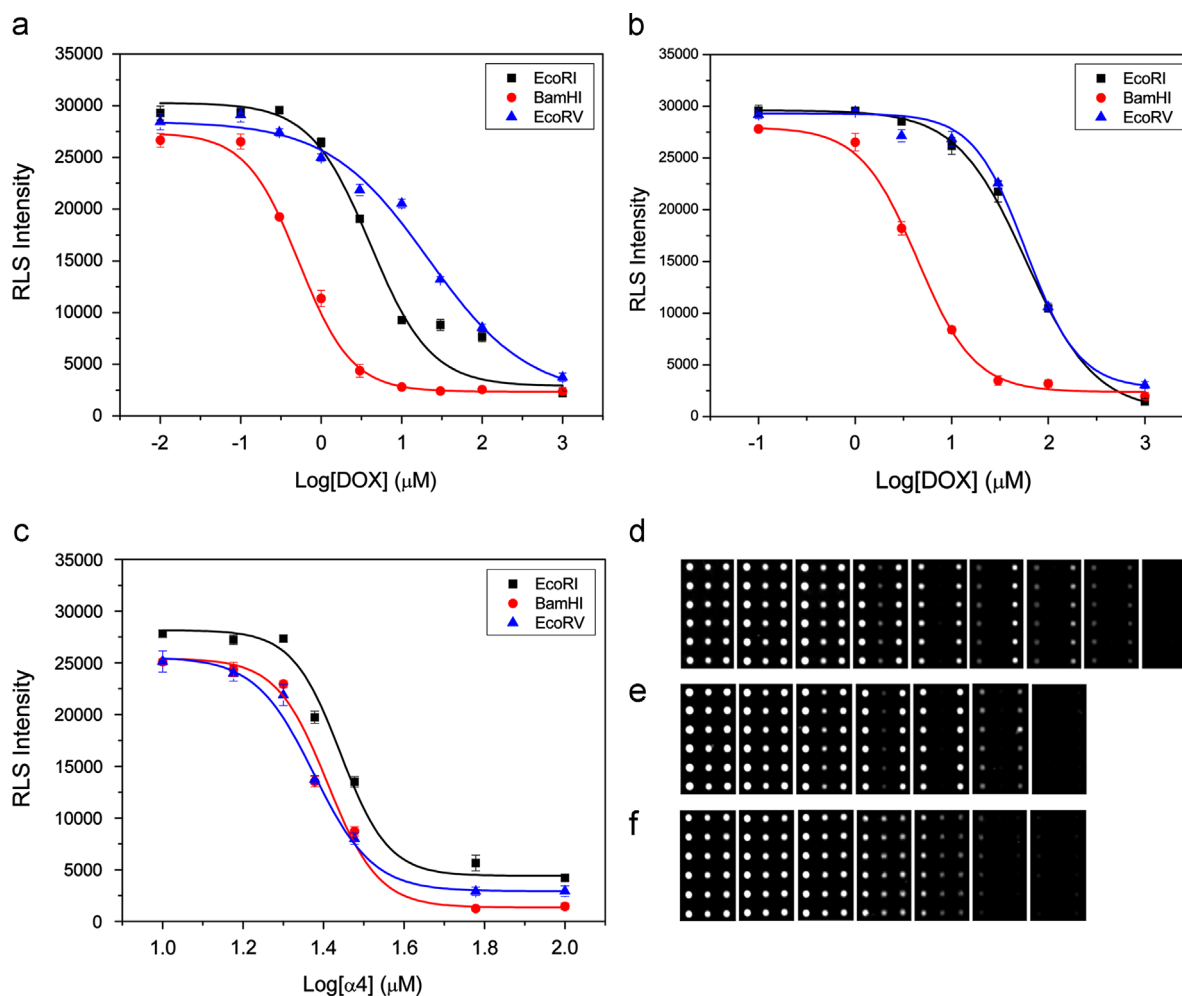 a
35000
30000
25000
20000
15000
10000
5000
0
RLS Intensity
-2 -1 0 1 2 3
Log[DOX] (μM)
EcoRI
BamHI
EcoRV
b
35000
30000
25000
20000
15000
10000
5000
0
RLS Intensity
-1 0 1 2 3
Log[DOX] (μM)
EcoRI
BamHI
EcoRV
c
35000
30000
25000
20000
15000
10000
5000
0
RLS Intensity
1.0 1.2 1.4 1.6 1.8 2.0
Log[α4] (μM)
EcoRI
BamHI
EcoRV
d
e
f